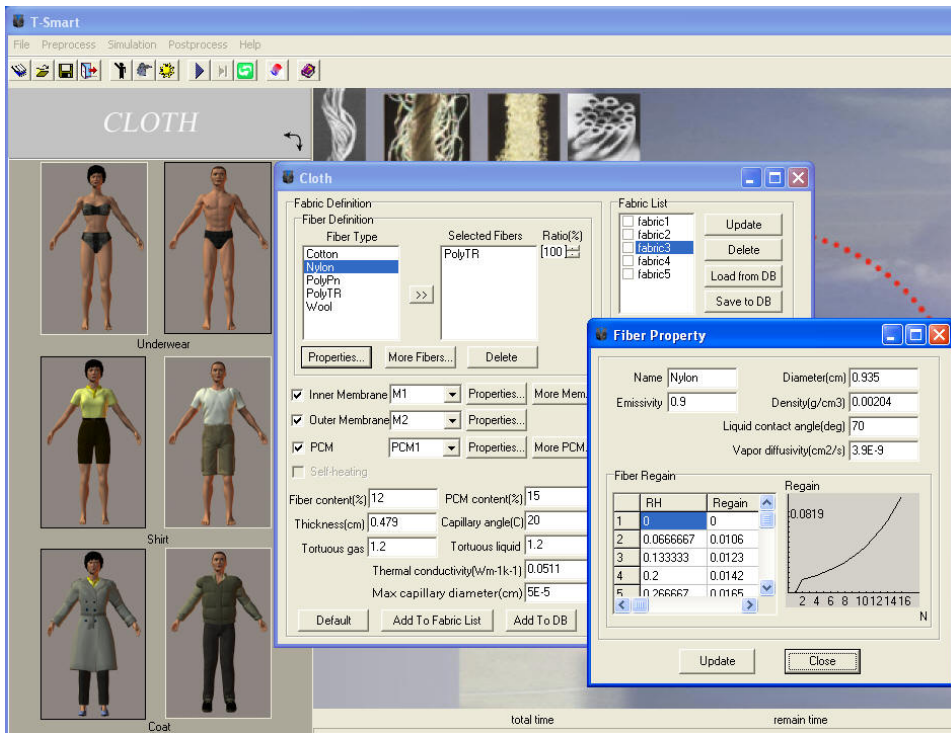 T-Smart
File Preprocess Simulation Postprocess Help
CLOTH
Underwear
Shirt
Coat
Cloth
Fabric Definition
Fiber Definition
Fiber Type
Cotton
Nylon
PolyPn
PolyTR
Wool
>>
Selected Fibers
PolyTR
Ratio(%)
100
Properties... More Fibers... Delete
Inner Membrane M1 Properties... More Mem.
Outer Membrane M2 Properties...
PCM PCM1 Properties... More PCM.
Self-heating
Fiber content(%) 12 PCM content(%) 15
Thickness(cm) 0.479 Capillary angle(C) 20
Tortuous gas 1.2 Tortuous liquid 1.2
Thermal conductivity(Wm-1k-1) 0.0511
Max capillary diameter(cm) 5E-5
Default Add To Fabric List Add To DB
Fabric List
fabric1
fabric2
fabric3
fabric4
fabric5
Update
Delete
Load from DB
Save to DB
Fiber Property
Name Nylon Diameter(cm) 0.935
Emissivity 0.9 Density(g/cm3) 0.00204
Liquid contact angle(deg) 70
Vapor diffusivity(cm2/s) 3.9E-9
Fiber Regain
RH Regain
1 0 0
2 0.0666667 0.0106
3 0.133333 0.0123
4 0.2 0.0142
5 0.266667 0.0165
Regain
0.0819
2 4 6 8 10 12 14 16
N
Update Close
total time remain time